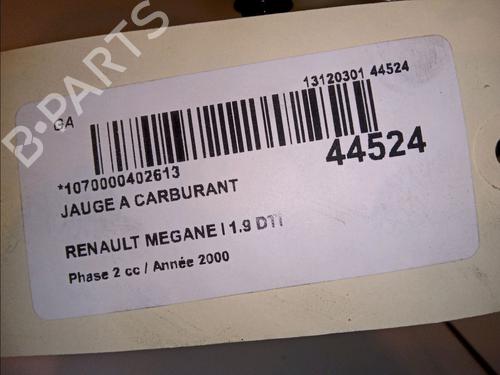 B-PARTS
GA
13120301 44524
*1070000402613
44524
JAUGE A CARBURANT
RENAULT MEGANE I 1.9 DTI
Phase 2 cc / Année 2000